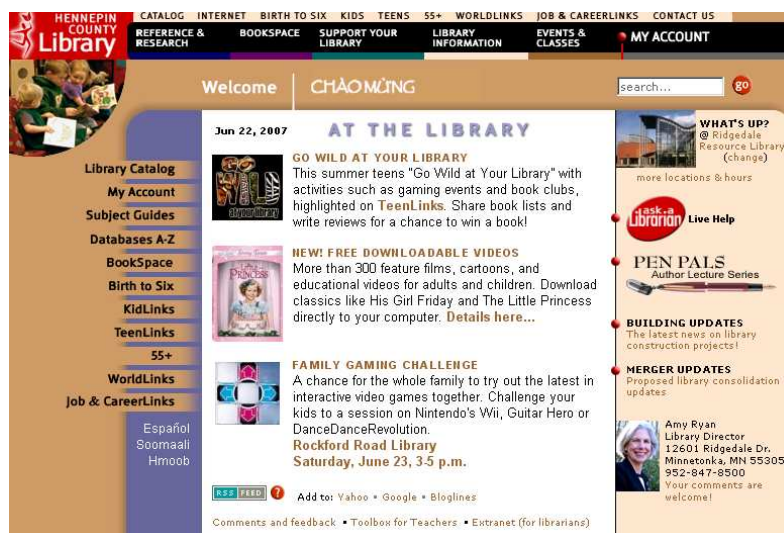 HENNEPIN
COUNTY
Library
CATALOG INTERNET BIRTH TO SIX KIDS TEENS 55+ WORLDLINKS JOB & CAREERLINKS CONTACT US
REFERENCE &
RESEARCH
BOOKSPACE
SUPPORT YOUR
LIBRARY
LIBRARY
INFORMATION
EVENTS &
CLASSES
MY ACCOUNT
Welcome
CHÀO MỪNG
search...
go
Library Catalog
My Account
Subject Guides
Databases A-Z
BookSpace
Birth to Six
KidLinks
TeenLinks
55+
WorldLinks
Job & CareerLinks
Español
Soomaali
Hmoob
Jun 22, 2007
AT THE LIBRARY
GO
WILD
at your library
GO WILD AT YOUR LIBRARY
This summer teens "Go Wild at Your Library" with
activities such as gaming events and book clubs,
highlighted on TeenLinks. Share book lists and
write reviews for a chance to win a book!
PRINCESS
NEW! FREE DOWNLOADABLE VIDEOS
More than 300 feature films, cartoons, and
educational videos for adults and children. Download
classics like His Girl Friday and The Little Princess
directly to your computer. Details here...
FAMILY GAMING CHALLENGE
A chance for the whole family to try out the latest in
interactive video games together. Challenge your
kids to a session on Nintendo's Wii, Guitar Hero or
DanceDanceRevolution.
Rockford Road Library
Saturday, June 23, 3-5 p.m.
RSS FEED ? Add to: Yahoo • Google • Bloglines
Comments and feedback ▪ Toolbox for Teachers ▪ Extranet (for librarians)
WHAT'S UP?
@ Ridgedale
Resource Library
(change)
more locations & hours
ask a
Librarian
Live Help
PEN PALS
Author Lecture Series
BUILDING UPDATES
The latest news on library
construction projects!
MERGER UPDATES
Proposed library consolidation
updates
Amy Ryan
Library Director
12601 Ridgedale Dr.
Minnetonka, MN 55305
952-847-8500
Your comments are
welcome!